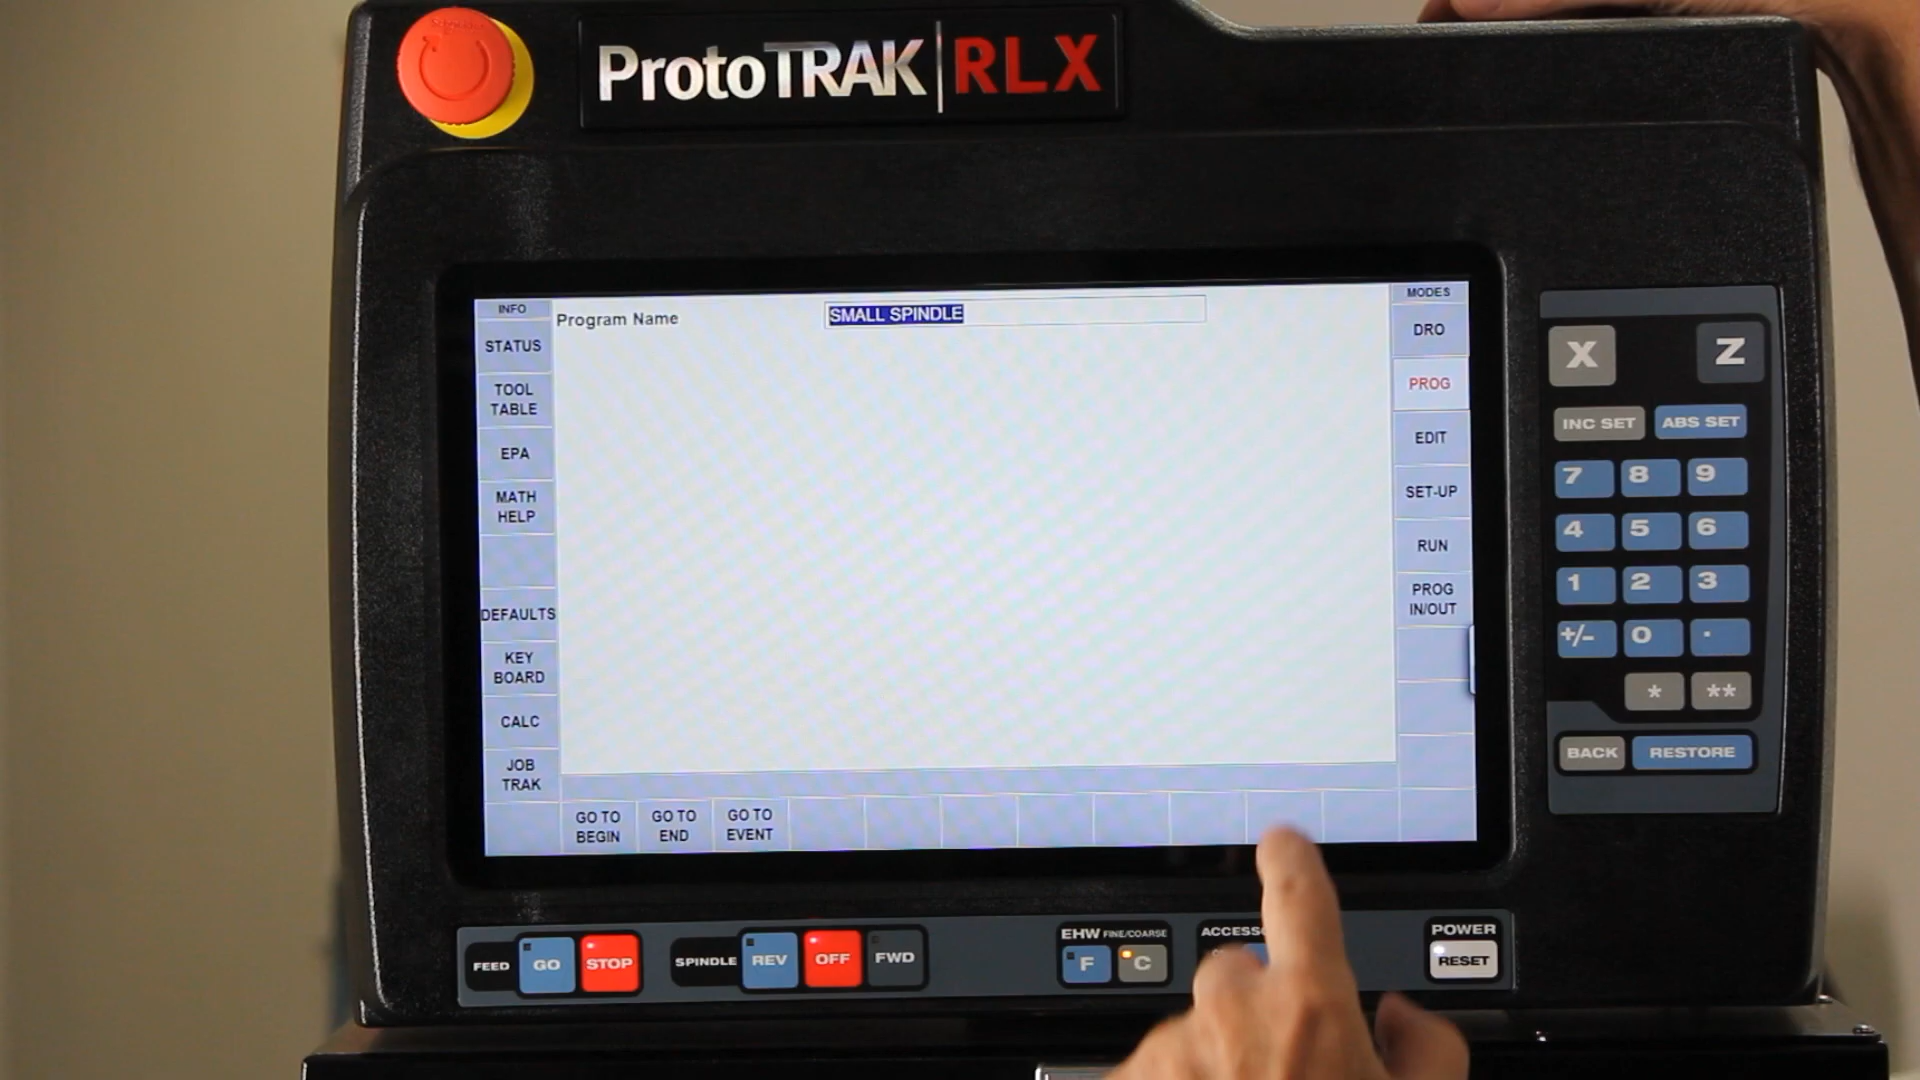 ProtoTRAK RLX
INFO
STATUS
TOOL
TABLE
EPA
MATH
HELP
DEFAULTS
KEY
BOARD
CALC
JOB
TRAK
Program Name
SMALL SPINDLE
GO TO
BEGIN
GO TO
END
GO TO
EVENT
MODES
DRO
PROG
EDIT
SET-UP
RUN
PROG
IN/OUT
X Z
INC SET ABS SET
7 8 9
4 5 6
1 2 3
+/- 0 .
* **
BACK RESTORE
FEED GO STOP
SPINDLE REV OFF FWD
EHW FINE/COARSE
F C
POWER
RESET